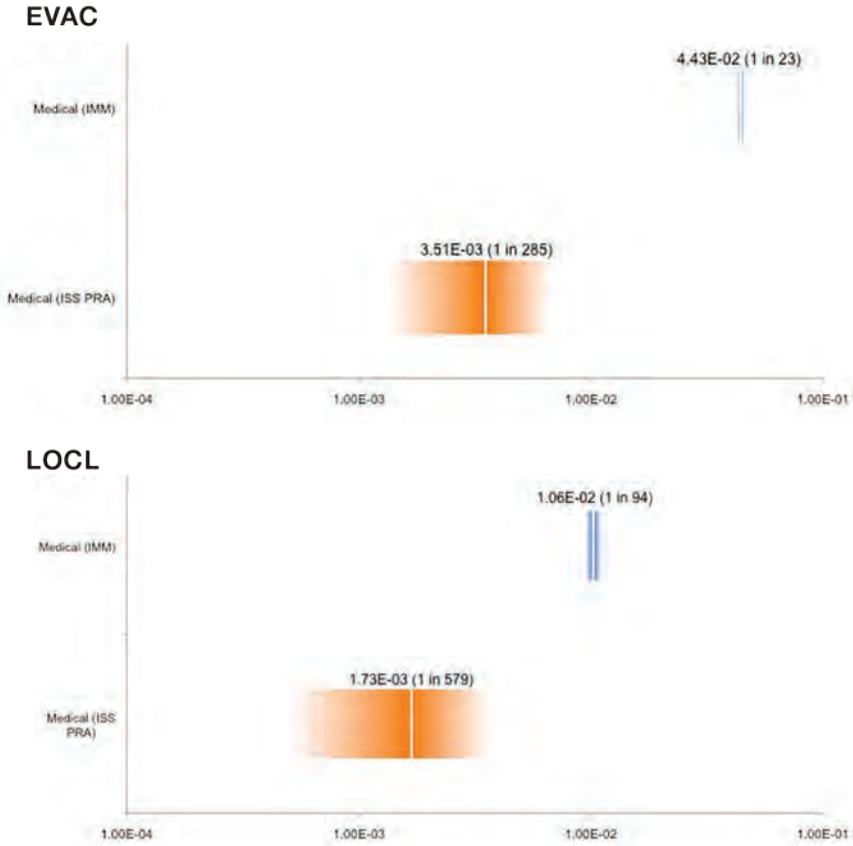 EVAC
4.43E-02 (1 in 23)
Medical (IMM)
3.51E-03 (1 in 285)
Medical (ISS PRA)
1.00E-04 1.00E-03 1.00E-02 1.00E-01
LOCL
1.06E-02 (1 in 94)
Medical (IMM)
1.73E-03 (1 in 579)
Medical (ISS
PRA)
1.00E-04 1.00E-03 1.00E-02 1.00E-01